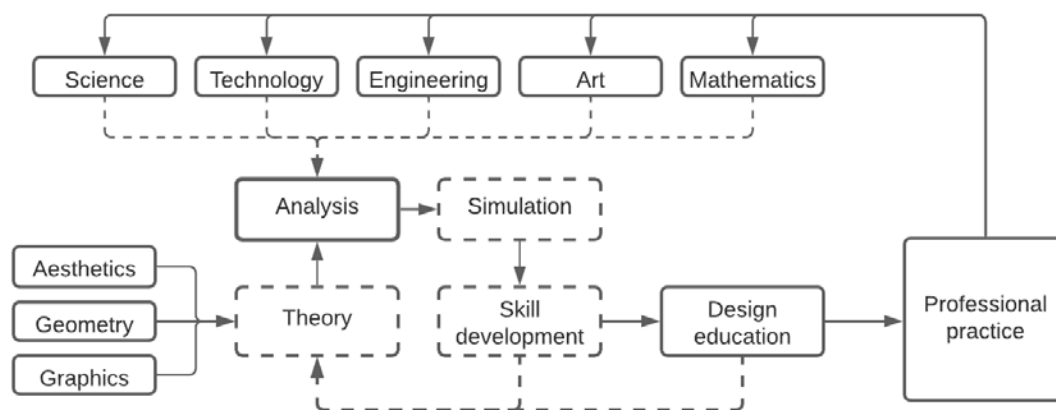 Science
Technology
Engineering
Art
Mathematics
Analysis
Simulation
Aesthetics
Geometry
Graphics
Theory
Skill
development
Design
education
Professional
practice